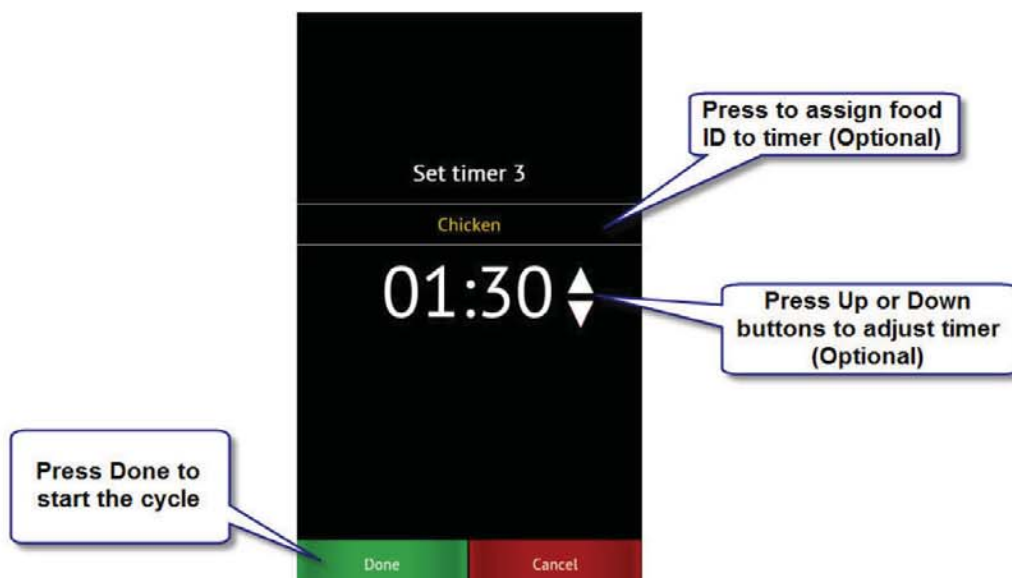 Press to assign food
ID to timer (Optional)
Set timer 3
Chicken
01:30
Press Up or Down
buttons to adjust timer
(Optional)
Press Done to
start the cycle
Done
Cancel